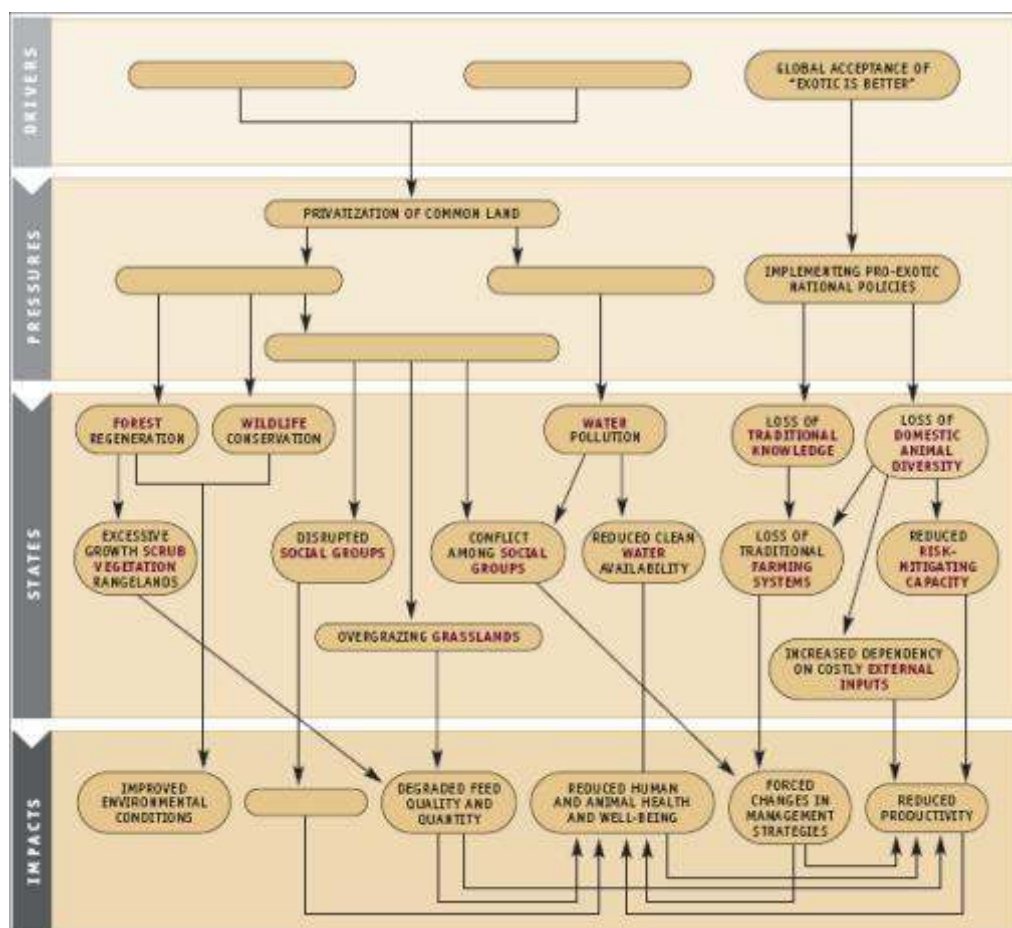 DRIVERS
GLOBAL ACCEPTANCE OF
"EXOTIC IS BETTER"
PRESSURES
PRIVATIZATION OF COMMON LAND
IMPLEMENTING PRO-EXOTIC
NATIONAL POLICIES
STATES
FOREST
REGENERATION
WILDLIFE
CONSERVATION
WATER
POLLUTION
LOSS OF
TRADITIONAL
KNOWLEDGE
LOSS OF
DOMESTIC
ANIMAL
DIVERSITY
EXCESSIVE
GROWTH SCRUB
VEGETATION
RANGELANDS
DISRUPTED
SOCIAL GROUPS
CONFLICT
AMONG SOCIAL
GROUPS
REDUCED CLEAN
WATER
AVAILABILITY
LOSS OF
TRADITIONAL
FARMING
SYSTEMS
REDUCED
RISK-
MITIGATING
CAPACITY
OVERGRAZING GRASSLANDS
INCREASED DEPENDENCY
ON COSTLY EXTERNAL
INPUTS
IMPACTS
IMPROVED
ENVIRONMENTAL
CONDITIONS
DEGRADED FEED
QUALITY AND
QUANTITY
REDUCED HUMAN
AND ANIMAL HEALTH
AND WELL-BEING
FORCED
CHANGES IN
MANAGEMENT
STRATEGIES
REDUCED
PRODUCTIVITY